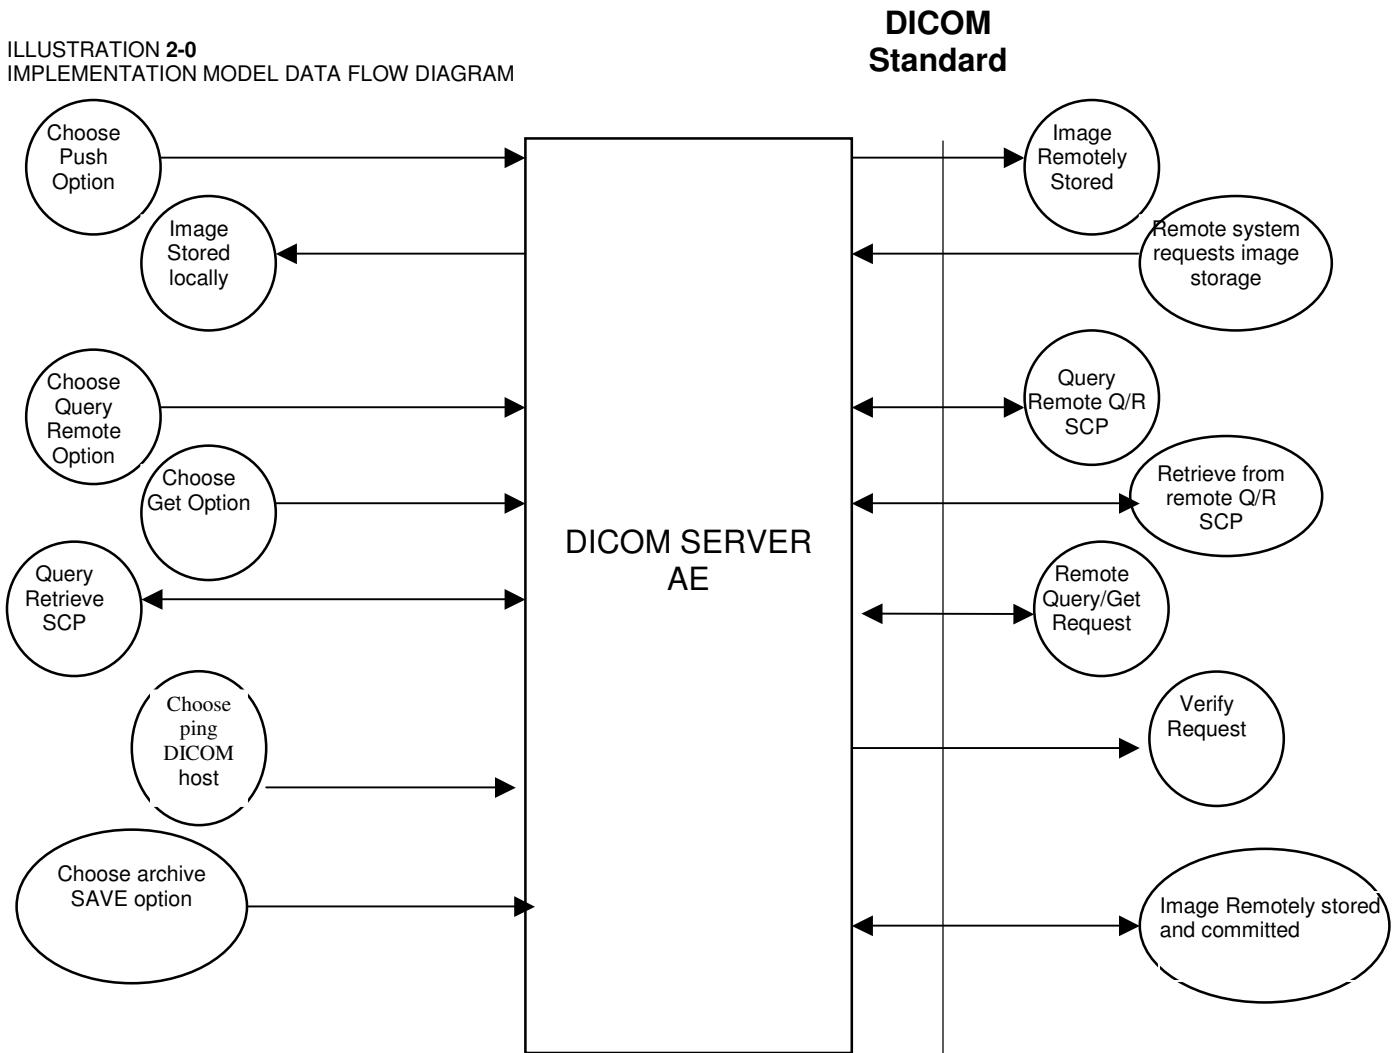 DICOM
Standard
ILLUSTRATION 2-0
IMPLEMENTATION MODEL DATA FLOW DIAGRAM
Choose
Push
Option
Image
Stored
locally
Choose
Query
Remote
Option
Choose
Get Option
Query
Retrieve
SCP
Choose
ping
DICOM
host
Choose archive
SAVE option
DICOM SERVER
AE
Image
Remotely
Stored
Remote system
requests image
storage
Query
Remote Q/R
SCP
Retrieve from
remote Q/R
SCP
Remote
Query/Get
Request
Verify
Request
Image Remotely stored
and committed